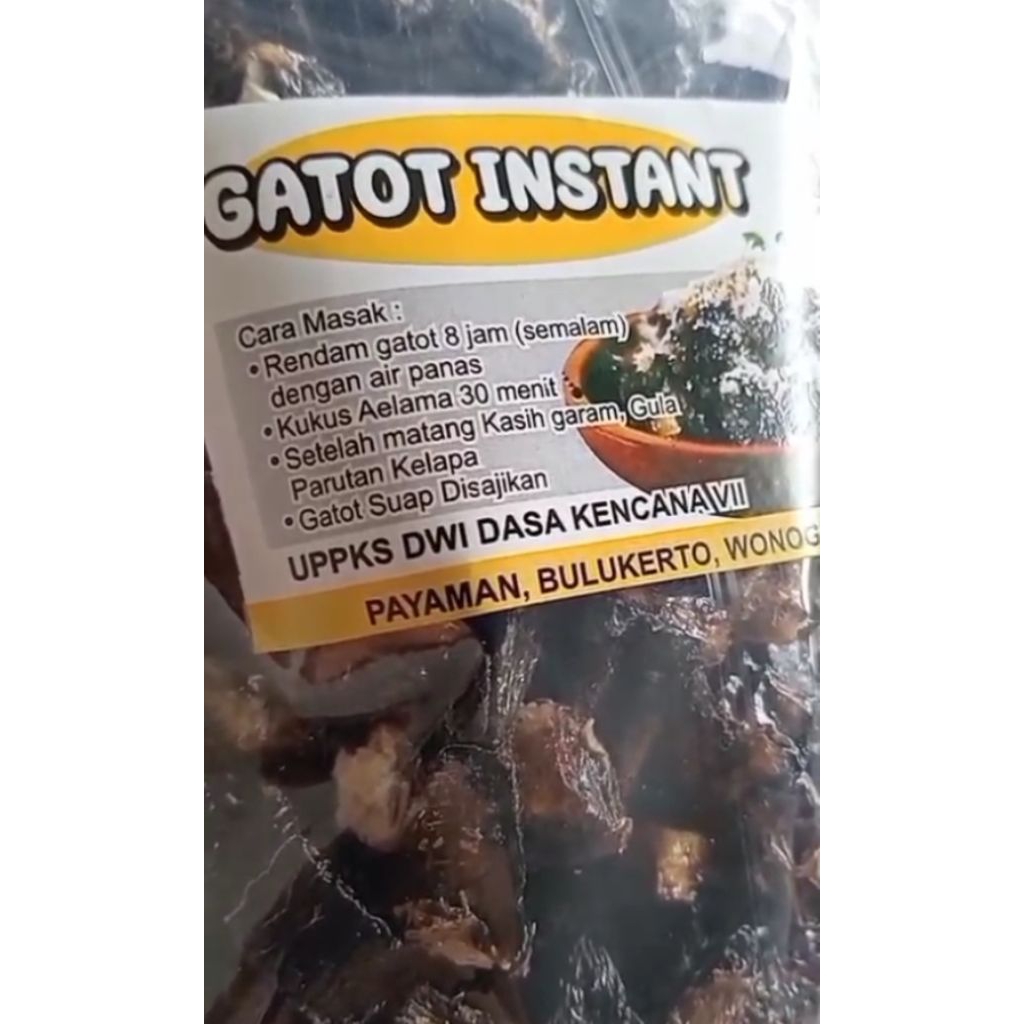 GATOT INSTANT
Cara Masak :
• Rendam gatot 8 jam (semalam)
dengan air panas
• Kukus Aelama 30 menit
• Setelah matang Kasih garam, Gula
Parutan Kelapa
• Gatot Suap Disajikan
UPPKS DWI DASA KENCANA VII
PAYAMAN, BULUKERTO, WONOG